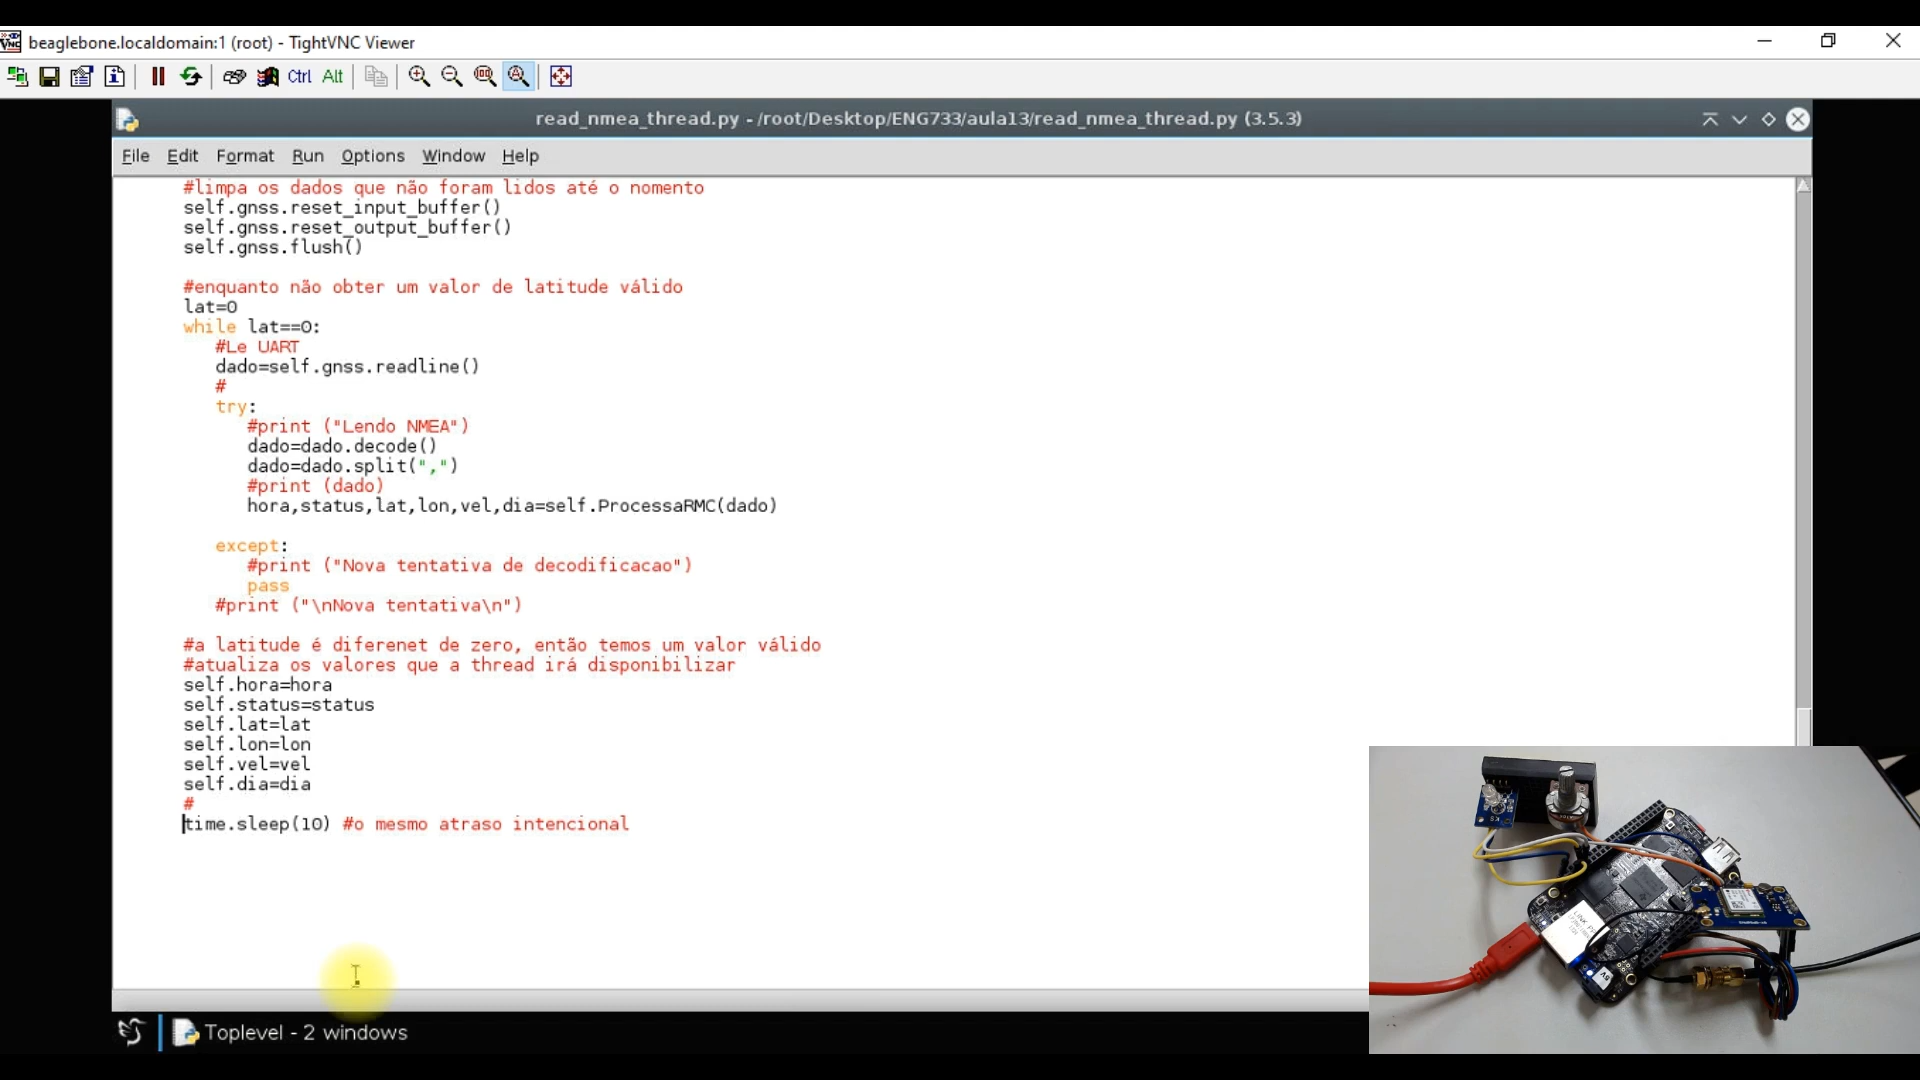 beaglebone.localdomain:1 (root) - TightVNC Viewer
Ctrl Alt
read_nmea_thread.py - /root/Desktop/ENG733/aula13/read_nmea_thread.py (3.5.3)
File Edit Format Run Options Window Help
#limpa os dados que não foram lidos até o nomento
self.gnss.reset_input_buffer()
self.gnss.reset_output_buffer()
self.gnss.flush()
#enquanto não obter um valor de latitude válido
lat=0
while lat==0:
#Le UART
dado=self.gnss.readline()
#
try:
#print ("Lendo NMEA")
dado=dado.decode()
dado=dado.split(",")
#print (dado)
hora,status,lat,lon,vel,dia=self.ProcessaRMC(dado)
except:
#print ("Nova tentativa de decodificacao")
pass
#print ("\nNova tentativa\n")
#a latitude é diferenet de zero, então temos um valor válido
#atualiza os valores que a thread irá disponibilizar
self.hora=hora
self.status=status
self.lat=lat
self.lon=lon
self.vel=vel
self.dia=dia
#
time.sleep(10) #o mesmo atraso intencional
Toplevel - 2 windows